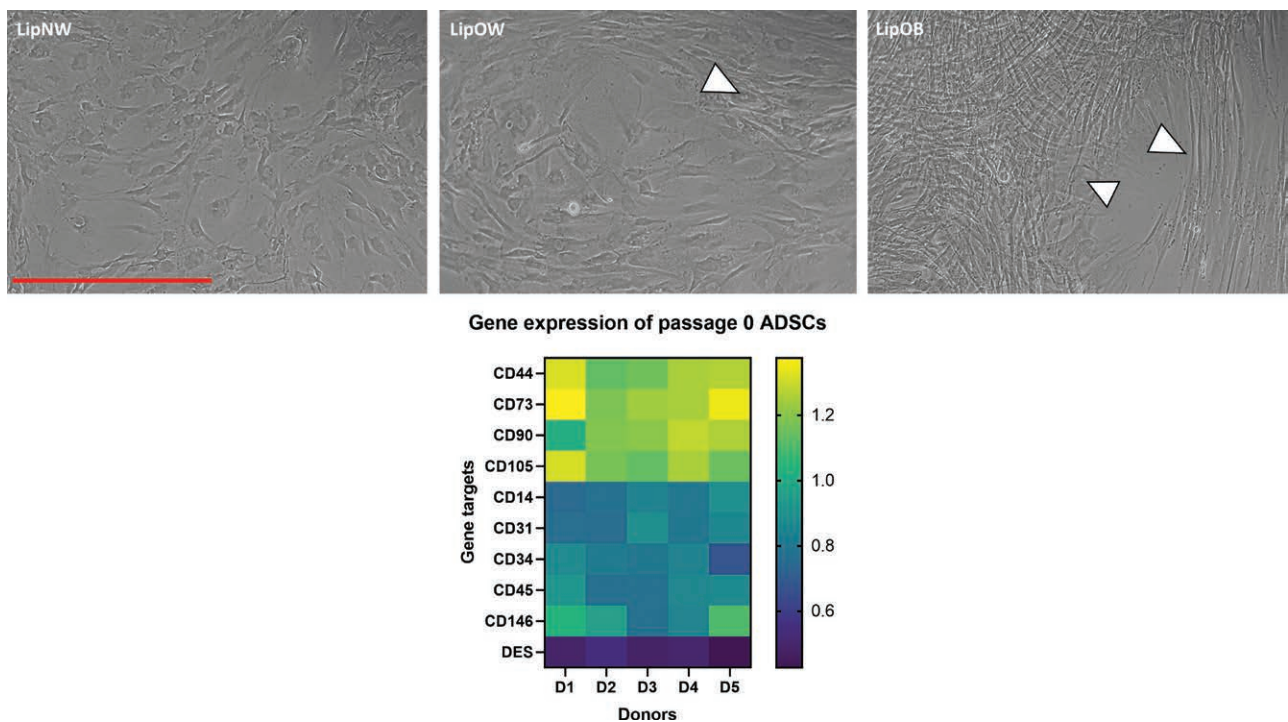 LipNW
LipOW
LipOB
Gene expression of passage 0 ADSCs
Gene targets
CD44
CD73
CD90
CD105
CD14
CD31
CD34
CD45
CD146
DES
1.2
1.0
0.8
0.6
D1 D2 D3 D4 D5
Donors